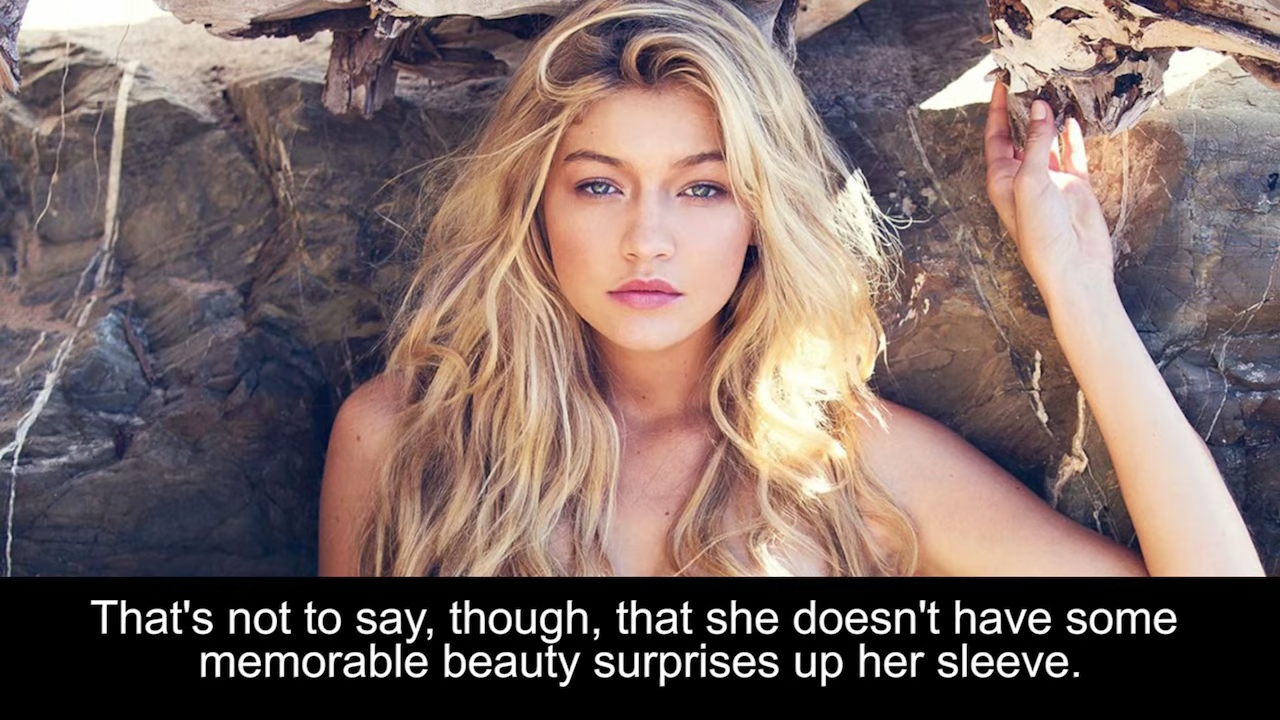 That's not to say, though, that she doesn't have some
memorable beauty surprises up her sleeve.